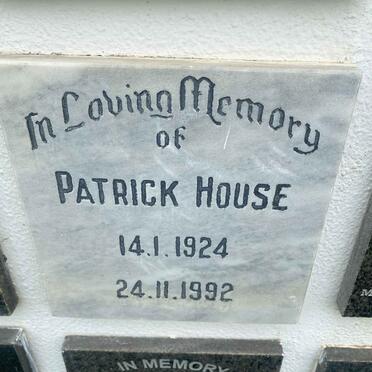 In Loving Memory
OF
PATRICK HOUSE
14.1.1924
24.11.1992
IN MEMORY